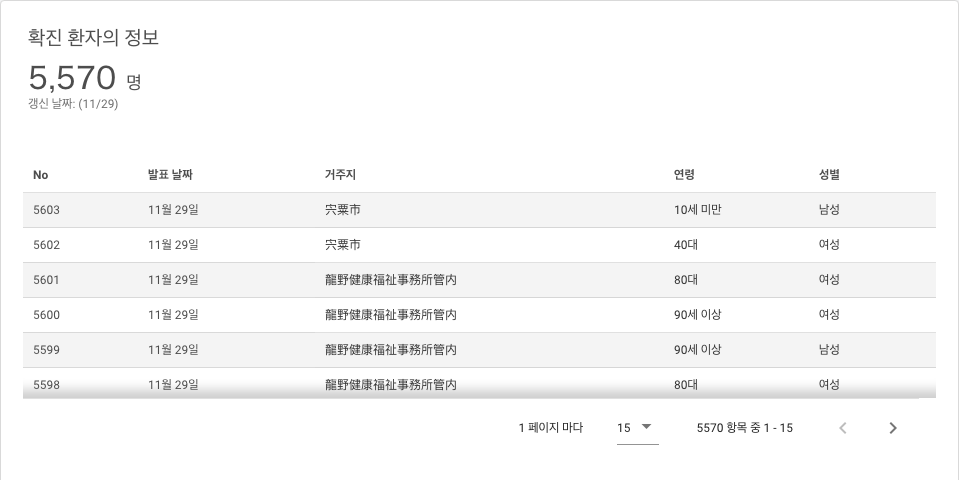 확진 환자의 정보
5,570 명
갱신 날짜: (11/29)
No 발표 날짜 거주지 연령 성별
5603 11월 29일 宍粟市 10세 미만 남성
5602 11월 29일 宍粟市 40대 여성
5601 11월 29일 龍野健康福祉事務所管内 80대 여성
5600 11월 29일 龍野健康福祉事務所管内 90세 이상 여성
5599 11월 29일 龍野健康福祉事務所管内 90세 이상 남성
5598 11월 29일 龍野健康福祉事務所管内 80대 여성
1 페이지 마다 15 5570 항목 중 1 - 15